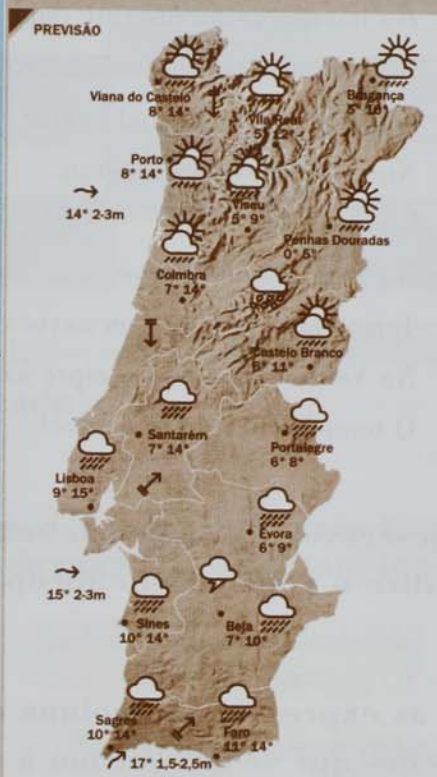 PREVISÃO
Viana do Castelo
8° 14°
Vila Real
5° 12°
Bragança
5° 10°
Porto
8° 14°
14° 2-3m
Viseu
5° 9°
Penhas Douradas
0° 5°
Coimbra
7° 14°
Castelo Branco
6° 11°
Santarém
7° 14°
Portalegre
6° 8°
Lisboa
9° 15°
Évora
6° 9°
15° 2-3m
Sines
10° 14°
Beja
7° 10°
Sagres
10° 14°
Faro
11° 14°
17° 1,5-2,5m